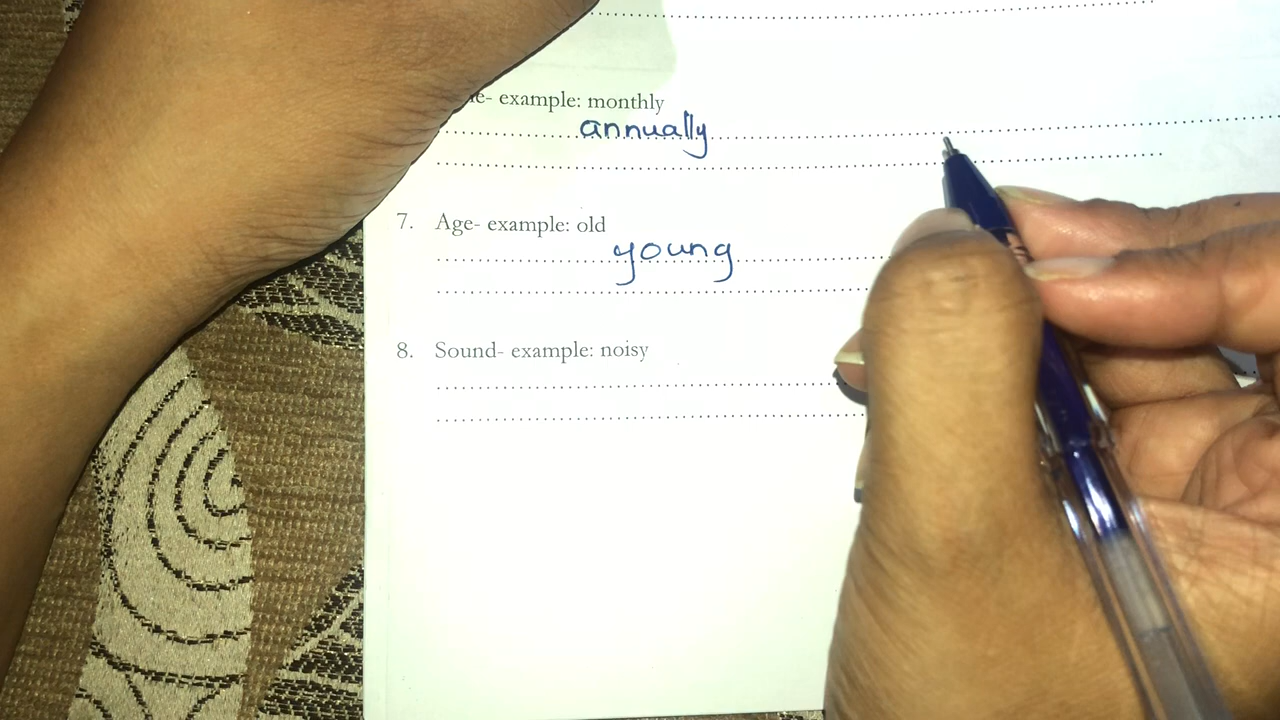 example: monthly
annually
7. Age- example: old
young
8. Sound- example: noisy